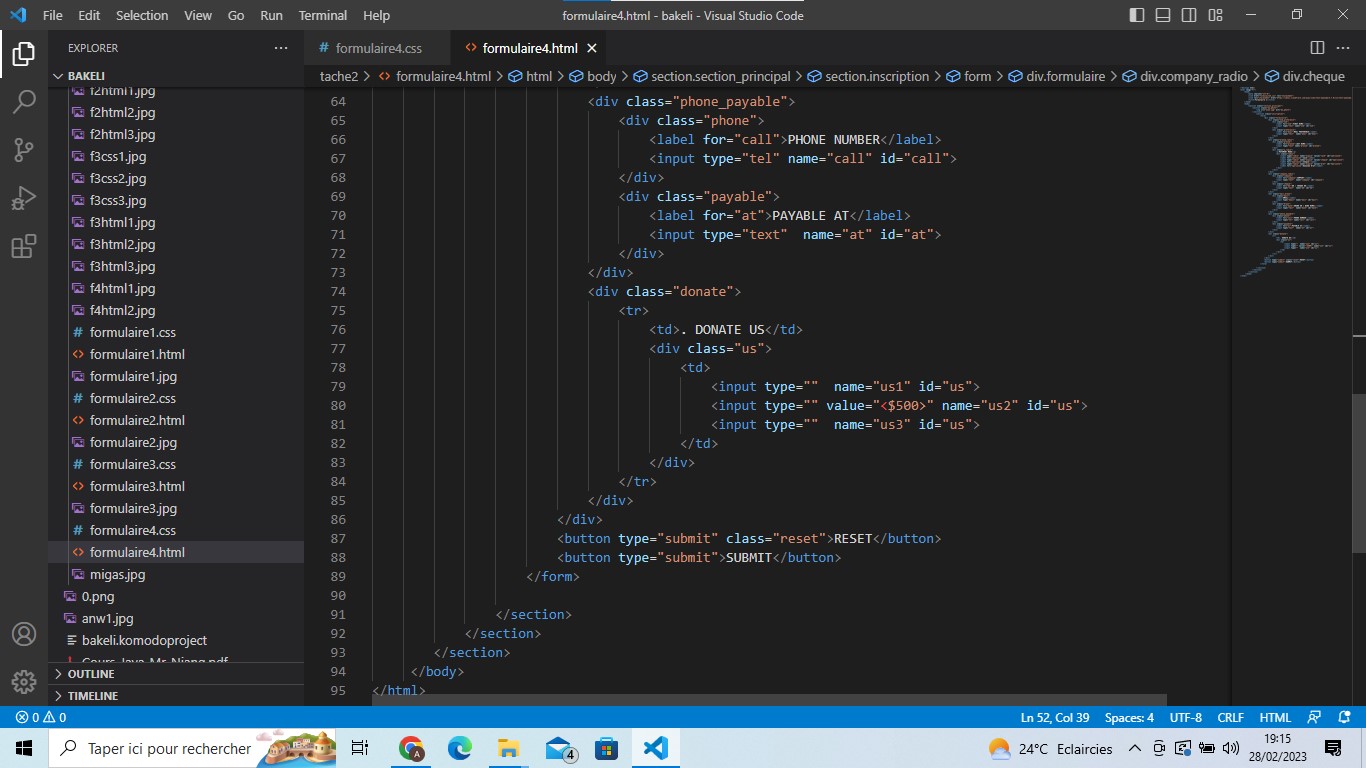 File Edit Selection View Go Run Terminal Help
formulaire4.html - bakeli - Visual Studio Code
EXPLORER
BAKELI
f2html1.jpg
f2html2.jpg
f2html3.jpg
f3css1.jpg
f3css2.jpg
f3css3.jpg
f3html1.jpg
f3html2.jpg
f3html3.jpg
f4html1.jpg
f4html2.jpg
formulaire1.css
formulaire1.html
formulaire1.jpg
formulaire2.css
formulaire2.html
formulaire2.jpg
formulaire3.css
formulaire3.html
formulaire3.jpg
formulaire4.css
formulaire4.html
migas.jpg
0.png
anw1.jpg
bakeli.komodoproject
Cours Java Mr Niang.pdf
OUTLINE
TIMELINE
formulaire4.css
formulaire4.html
tache2 > formulaire4.html > html > body > section.section_principal > section.inscription > form > div.formulaire > div.company_radio > div.cheque
64 <div class="phone_payable">
65 <div class="phone">
66 <label for="call">PHONE NUMBER</label>
67 <input type="tel" name="call" id="call">
68 </div>
69 <div class="payable">
70 <label for="at">PAYABLE AT</label>
71 <input type="text"  name="at" id="at">
72 </div>
73 </div>
74 <div class="donate">
75 <tr>
76 <td>. DONATE US</td>
77 <div class="us">
78 <td>
79 <input type=""  name="us1" id="us">
80 <input type="" value="<$500>" name="us2" id="us">
81 <input type=""  name="us3" id="us">
82 </td>
83 </div>
84 </tr>
85 </div>
86 </div>
87 <button type="submit" class="reset">RESET</button>
88 <button type="submit">SUBMIT</button>
89 </form>
90
91 </section>
92 </section>
93 </section>
94 </body>
95 </html>
0 0
Ln 52, Col 39 Spaces: 4 UTF-8 CRLF HTML
Taper ici pour rechercher
4
24°C Eclaircies
19:15
28/02/2023